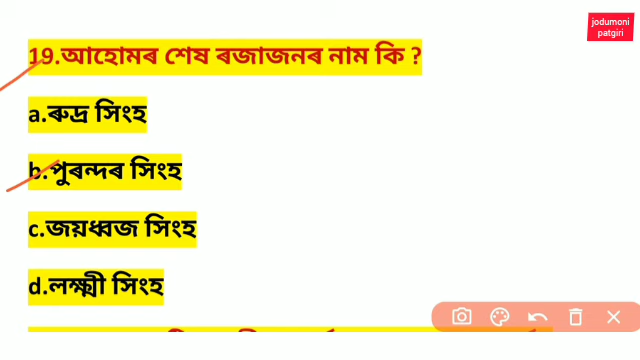 jodumoni
patgiri
19.আহোমৰ শেষ ৰজাজনৰ নাম কি ?
a.ৰুদ্ৰ সিংহ
b.পুৰন্দৰ সিংহ
c.জয়ধ্বজ সিংহ
d.লক্ষ্মী সিংহ